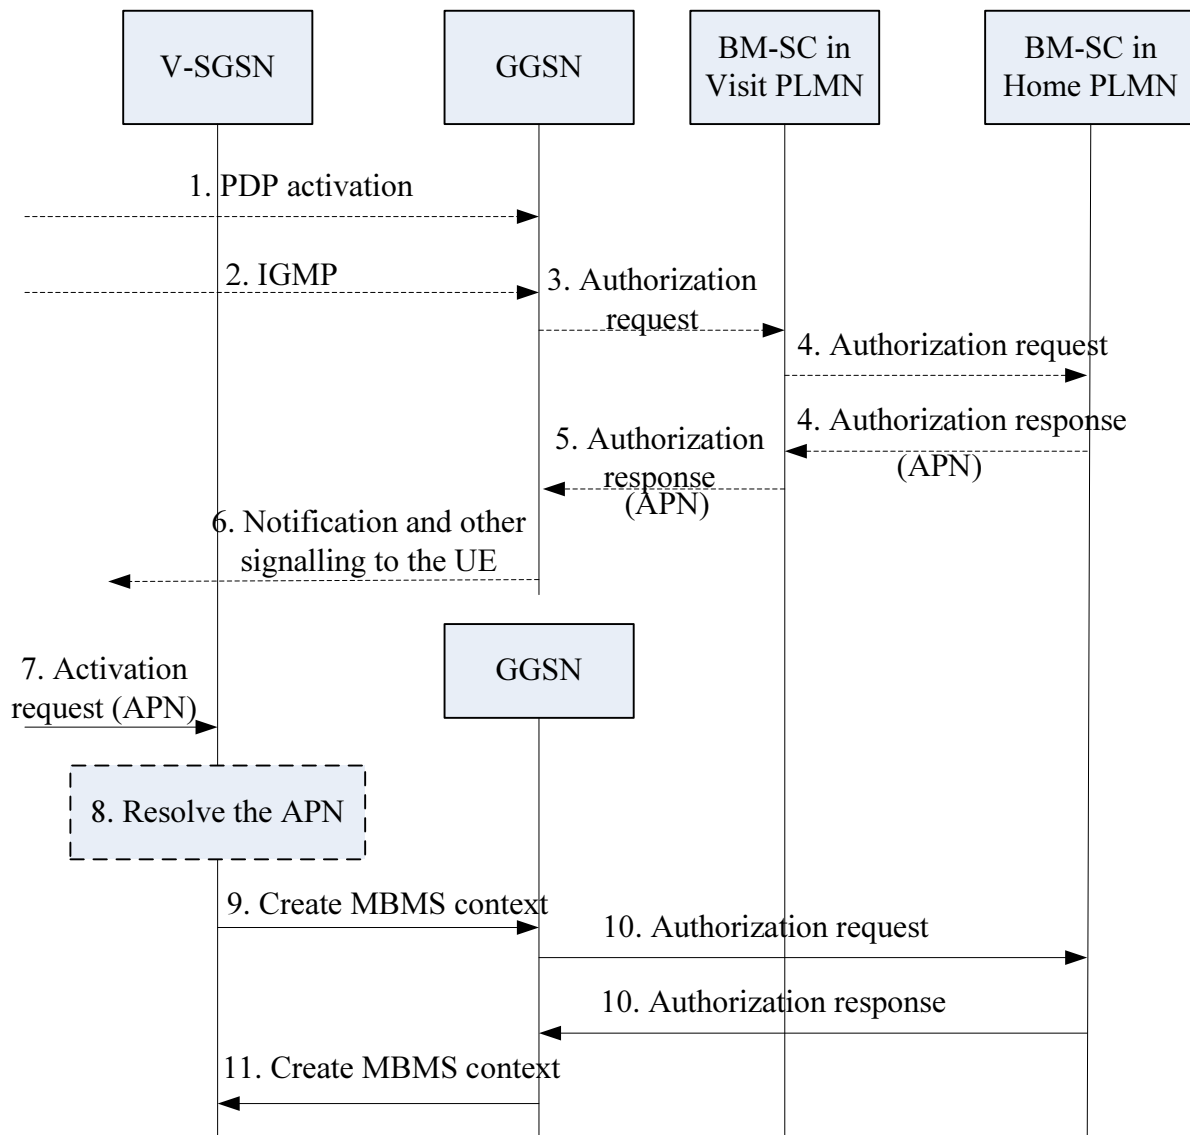 V-SGSN
GGSN
BM-SC in
Visit PLMN
BM-SC in
Home PLMN
1. PDP activation
2. IGMP
3. Authorization
request
4. Authorization request
4. Authorization response
(APN)
5. Authorization
response
(APN)
6. Notification and other
signalling to the UE
GGSN
7. Activation
request (APN)
8. Resolve the APN
9. Create MBMS context
10. Authorization request
10. Authorization response
11. Create MBMS context